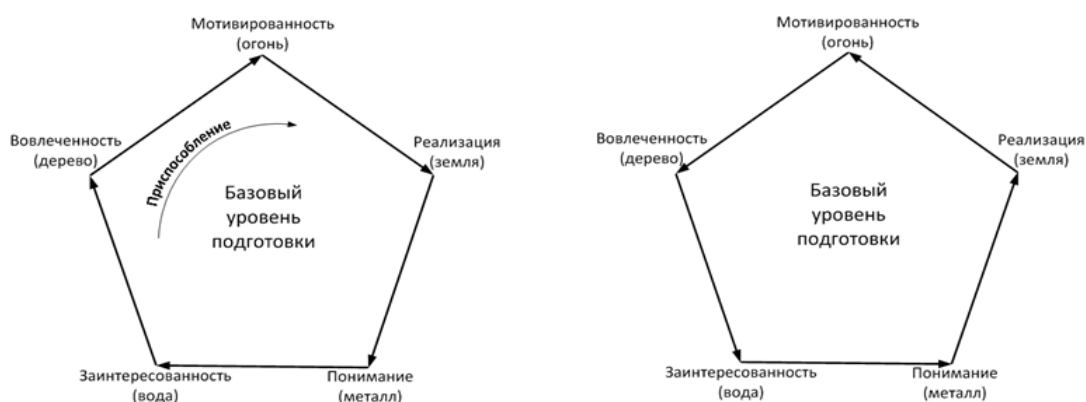 Мотивированность
(огонь)
Вовлеченность
(дерево)
Приспособление
Реализация
(земля)
Базовый
уровень
подготовки
Заинтересованность
(вода)
Понимание
(металл)
Мотивированность
(огонь)
Вовлеченность
(дерево)
Реализация
(земля)
Базовый
уровень
подготовки
Заинтересованность
(вода)
Понимание
(металл)